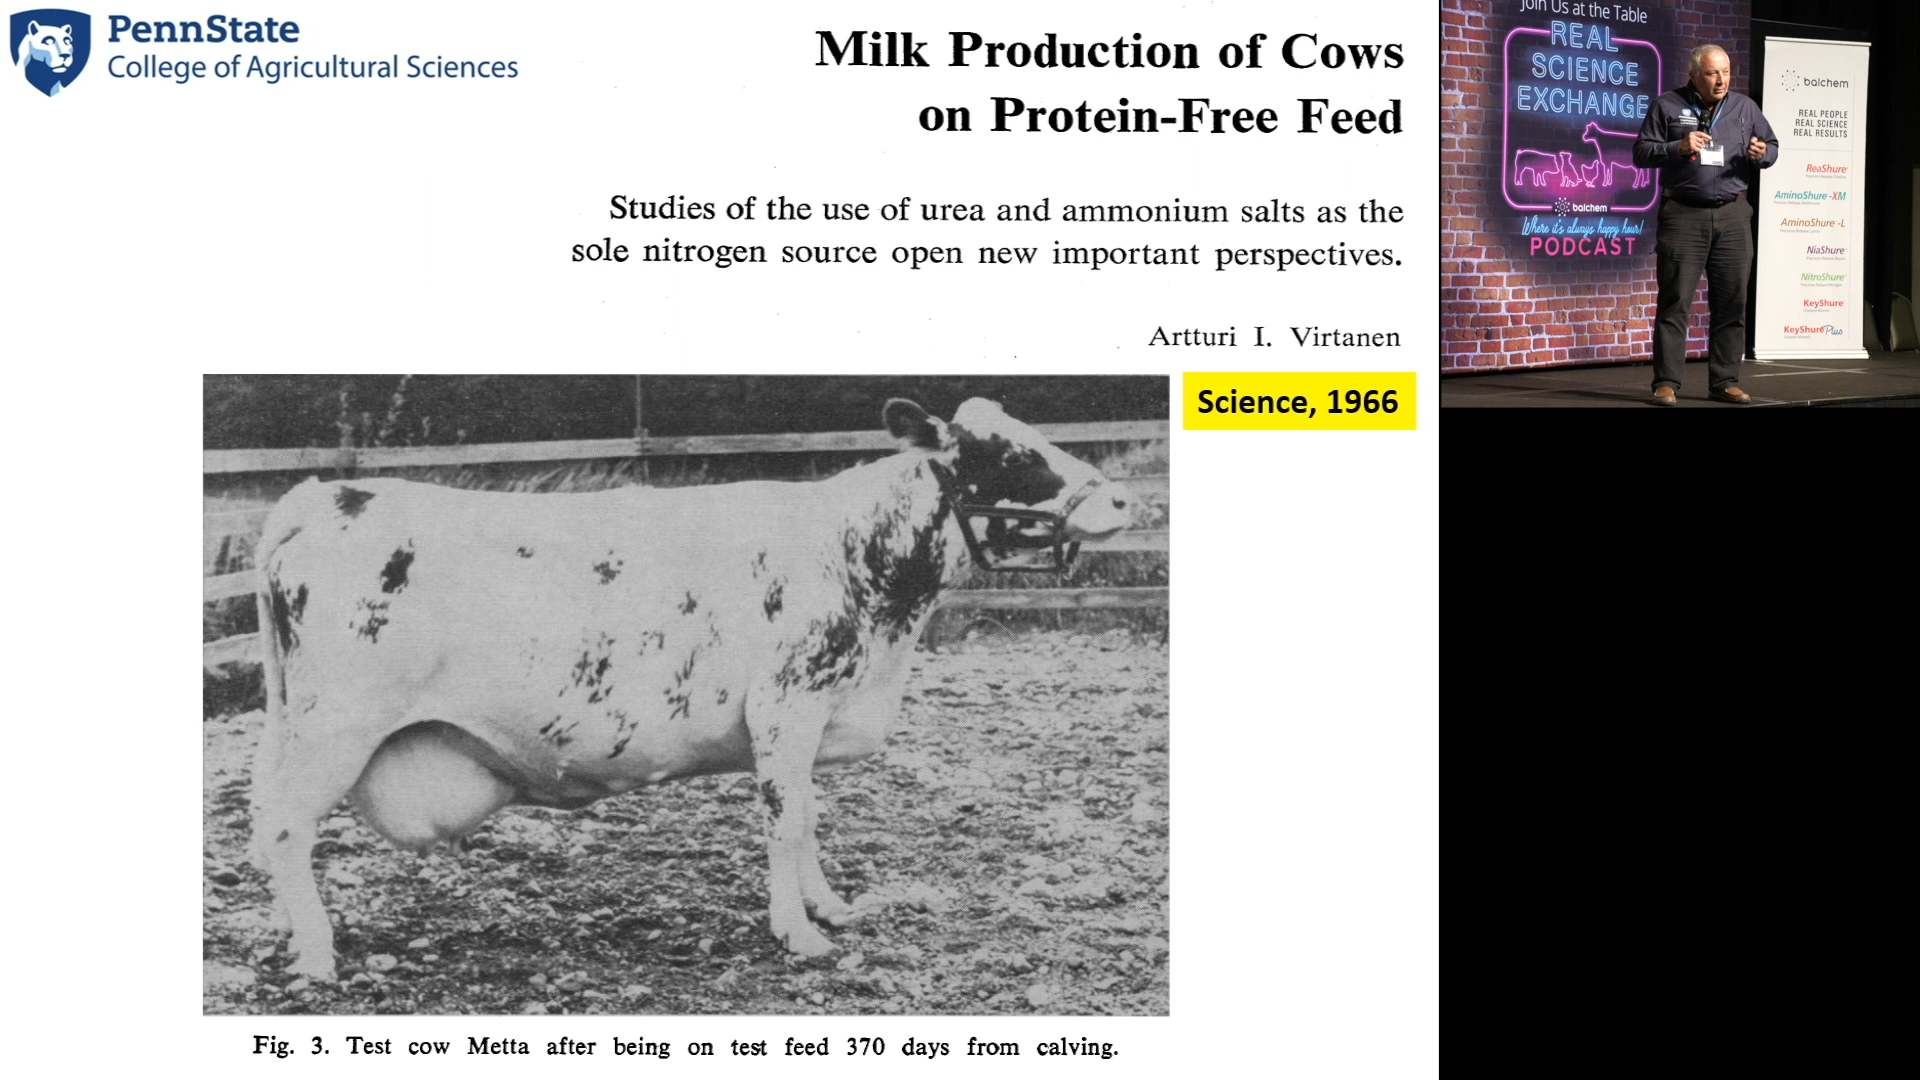 PennState
College of Agricultural Sciences
Milk Production of Cows
on Protein-Free Feed
Studies of the use of urea and ammonium salts as the
sole nitrogen source open new important perspectives.
Artturi I. Virtanen
Science, 1966
Fig. 3. Test cow Metta after being on test feed 370 days from calving.
Join Us at the Table
REAL
SCIENCE
EXCHANGE
balchem
Where it's always happy hour!
PODCAST
balchem
REAL PEOPLE
REAL SCIENCE
REAL RESULTS
ReaShure
AminoShure-XM
AminoShure-L
NiaShure
NitroShure
KeyShure
KeyShurePlus